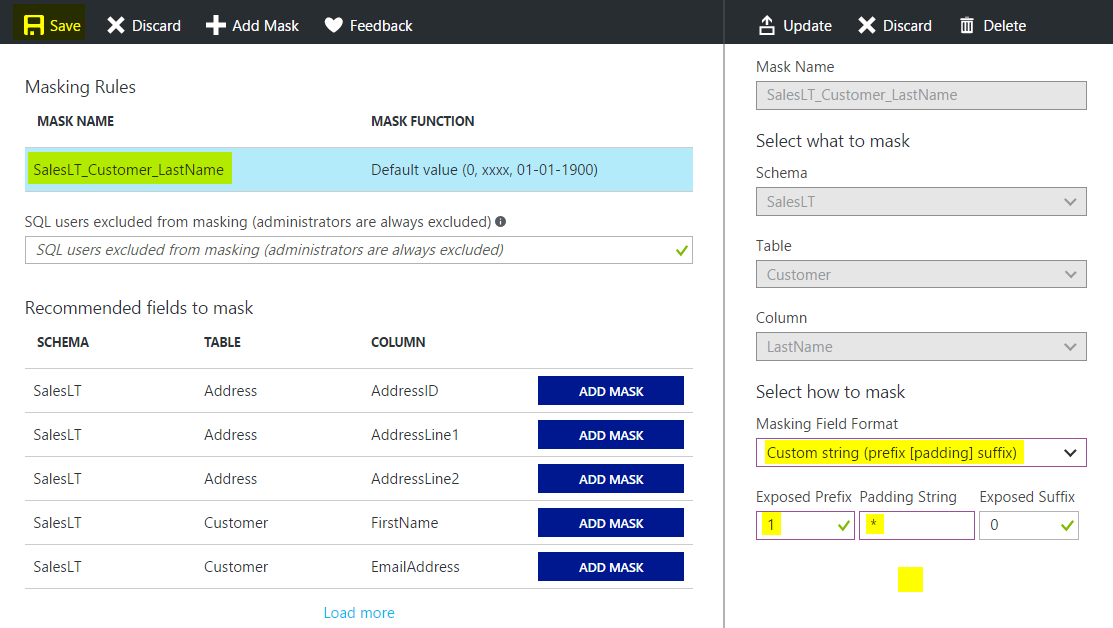 Save Discard Add Mask Feedback
Masking Rules
MASK NAME MASK FUNCTION
SalesLT_Customer_LastName Default value (0, xxxx, 01-01-1900)
SQL users excluded from masking (administrators are always excluded)
SQL users excluded from masking (administrators are always excluded)
Recommended fields to mask
SCHEMA TABLE COLUMN
SalesLT Address AddressID ADD MASK
SalesLT Address AddressLine1 ADD MASK
SalesLT Address AddressLine2 ADD MASK
SalesLT Customer FirstName ADD MASK
SalesLT Customer EmailAddress ADD MASK
Load more
Update Discard Delete
Mask Name
SalesLT_Customer_LastName
Select what to mask
Schema
SalesLT
Table
Customer
Column
LastName
Select how to mask
Masking Field Format
Custom string (prefix [padding] suffix)
Exposed Prefix Padding String Exposed Suffix
1 * 0